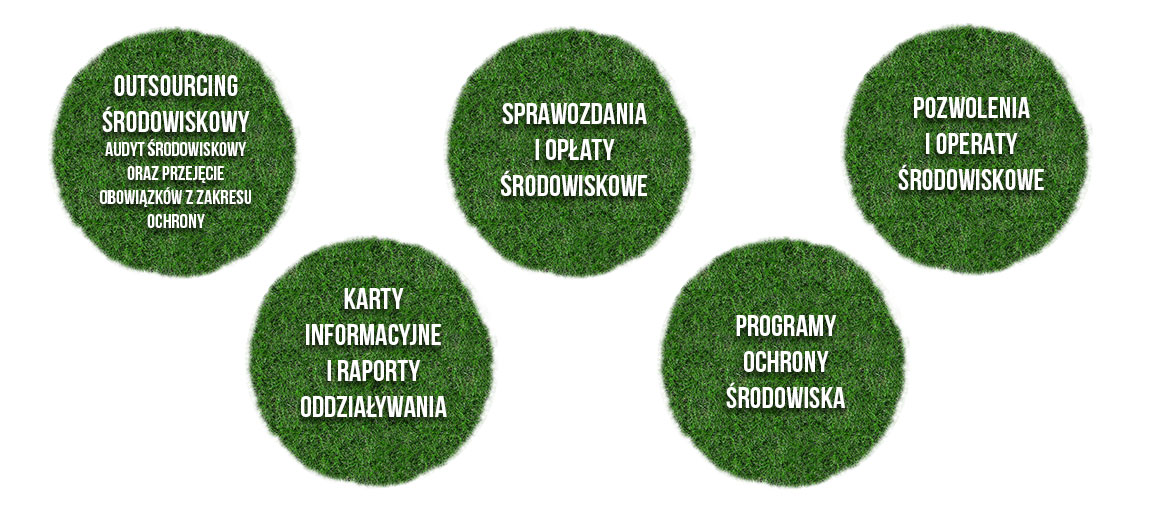 OUTSOURCING
ŚRODOWISKOWY
AUDYT ŚRODOWISKOWY
ORAZ PRZEJĘCIE
OBOWIĄZKÓW Z ZAKRESU
OCHRONY
KARTY
INFORMACYJNE
I RAPORTY
ODDZIAŁYWANIA
SPRAWOZDANIA
I OPŁATY
ŚRODOWISKOWE
PROGRAMY
OCHRONY
ŚRODOWISKA
POZWOLENIA
I OPERATY
ŚRODOWISKOWE